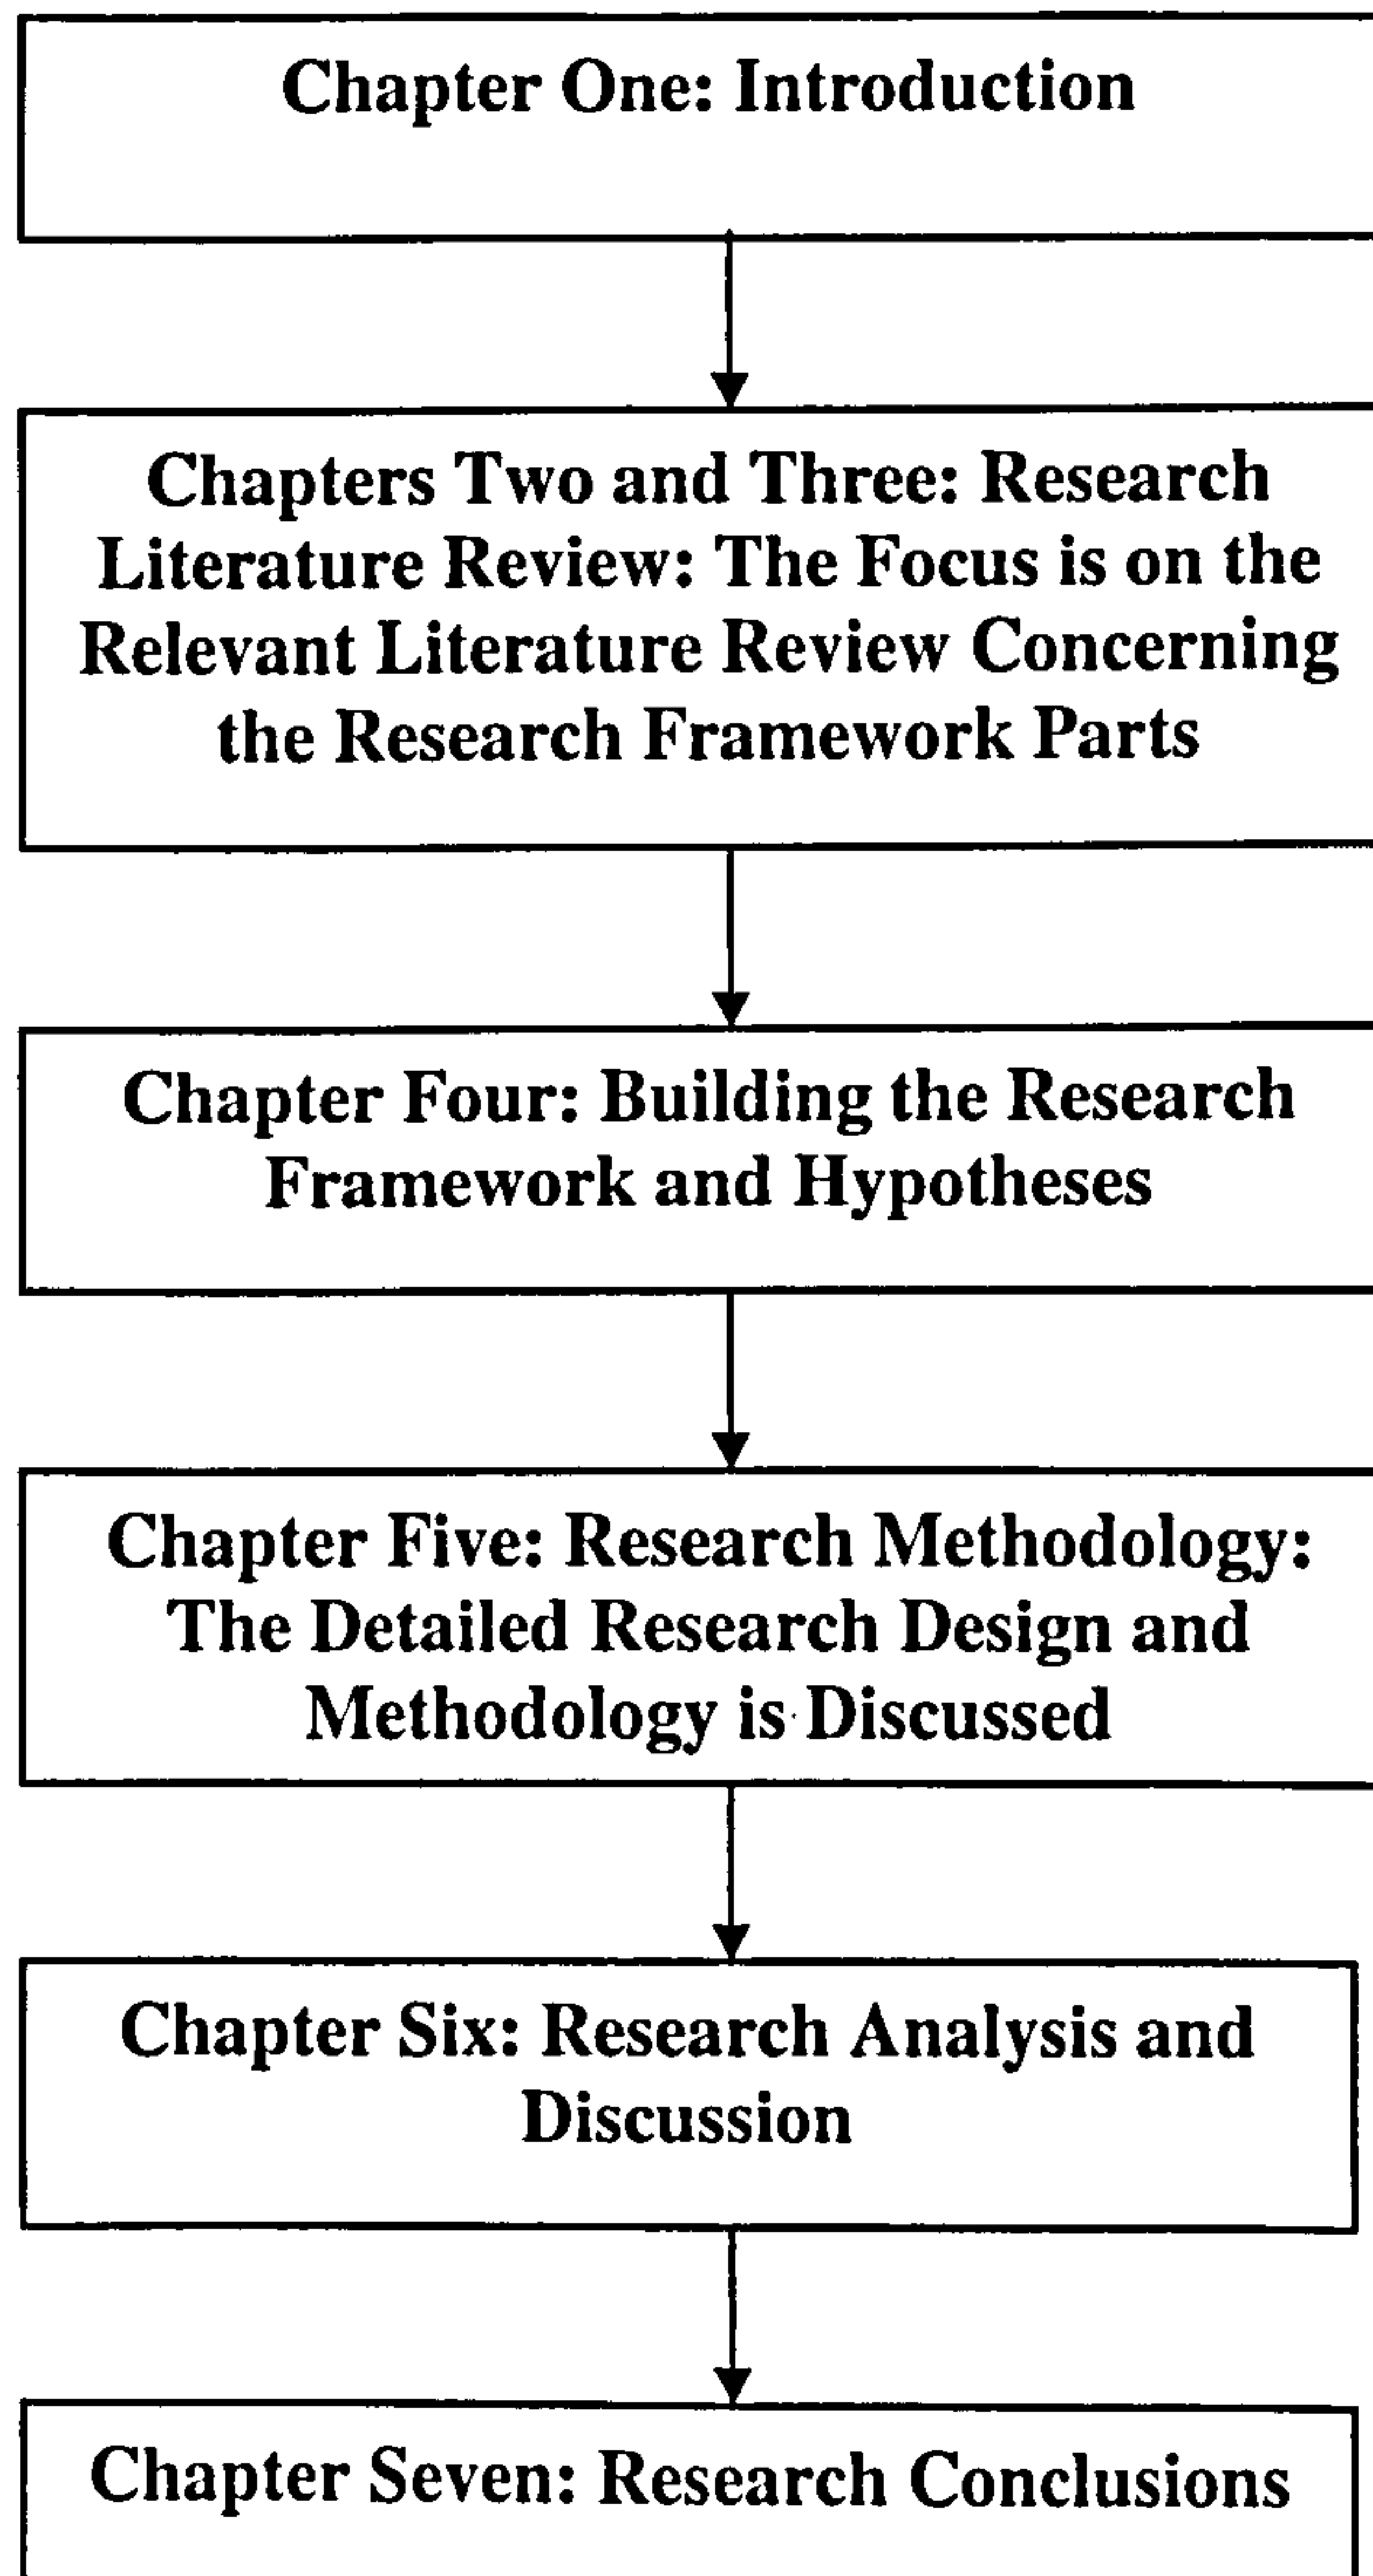 Chapter One: Introduction
Chapters Two and Three: Research
Literature Review: The Focus is on the
Relevant Literature Review Concerning
the Research Framework Parts
Chapter Four: Building the Research
Framework and Hypotheses
Chapter Five: Research Methodology:
The Detailed Research Design and
Methodology is Discussed
Chapter Six: Research Analysis and
Discussion
Chapter Seven: Research Conclusions